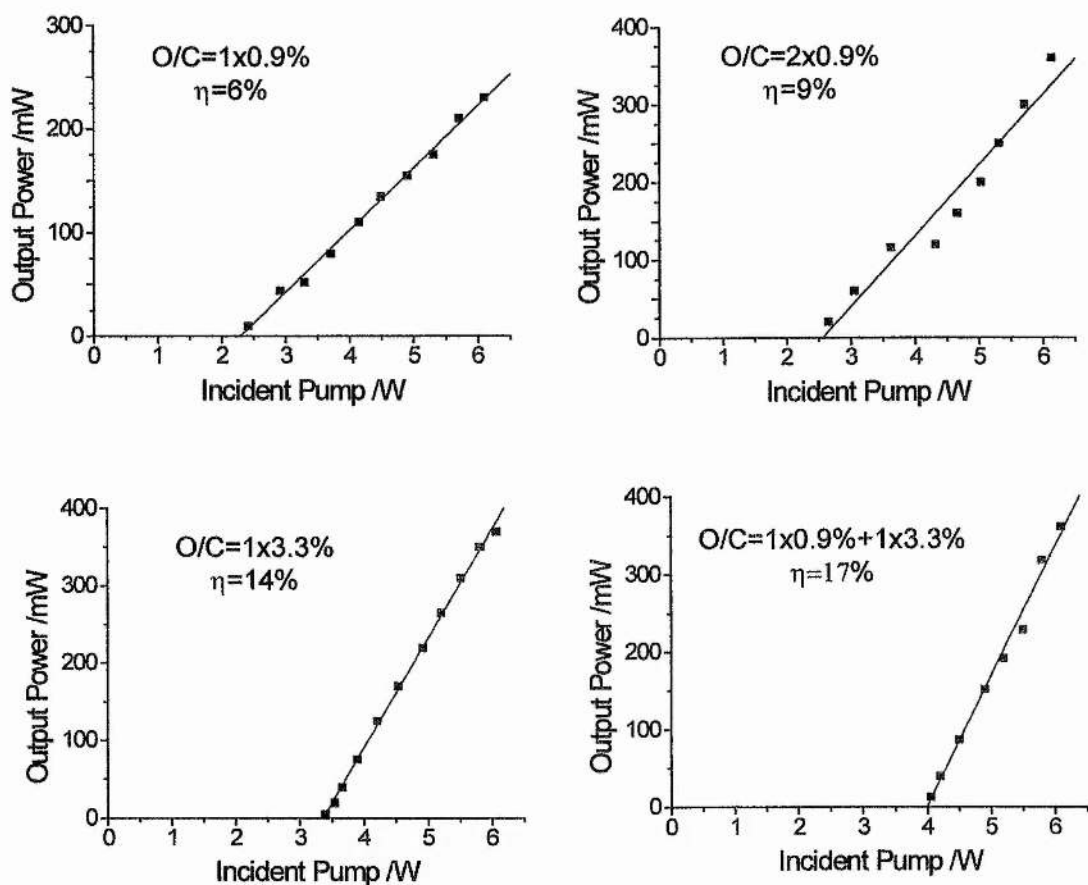 300
200
100
0
Output Power /mW
O/C=1x0.9%
η=6%
0 1 2 3 4 5 6
Incident Pump /W
400
300
200
100
0
Output Power /mW
O/C=2x0.9%
η=9%
0 1 2 3 4 5 6
Incident Pump /W
400
300
200
100
0
Output Power /mW
O/C=1x3.3%
η=14%
0 1 2 3 4 5 6
Incident Pump /W
400
300
200
100
0
Output Power /mW
O/C=1x0.9%+1x3.3%
η=17%
0 1 2 3 4 5 6
Incident Pump /W